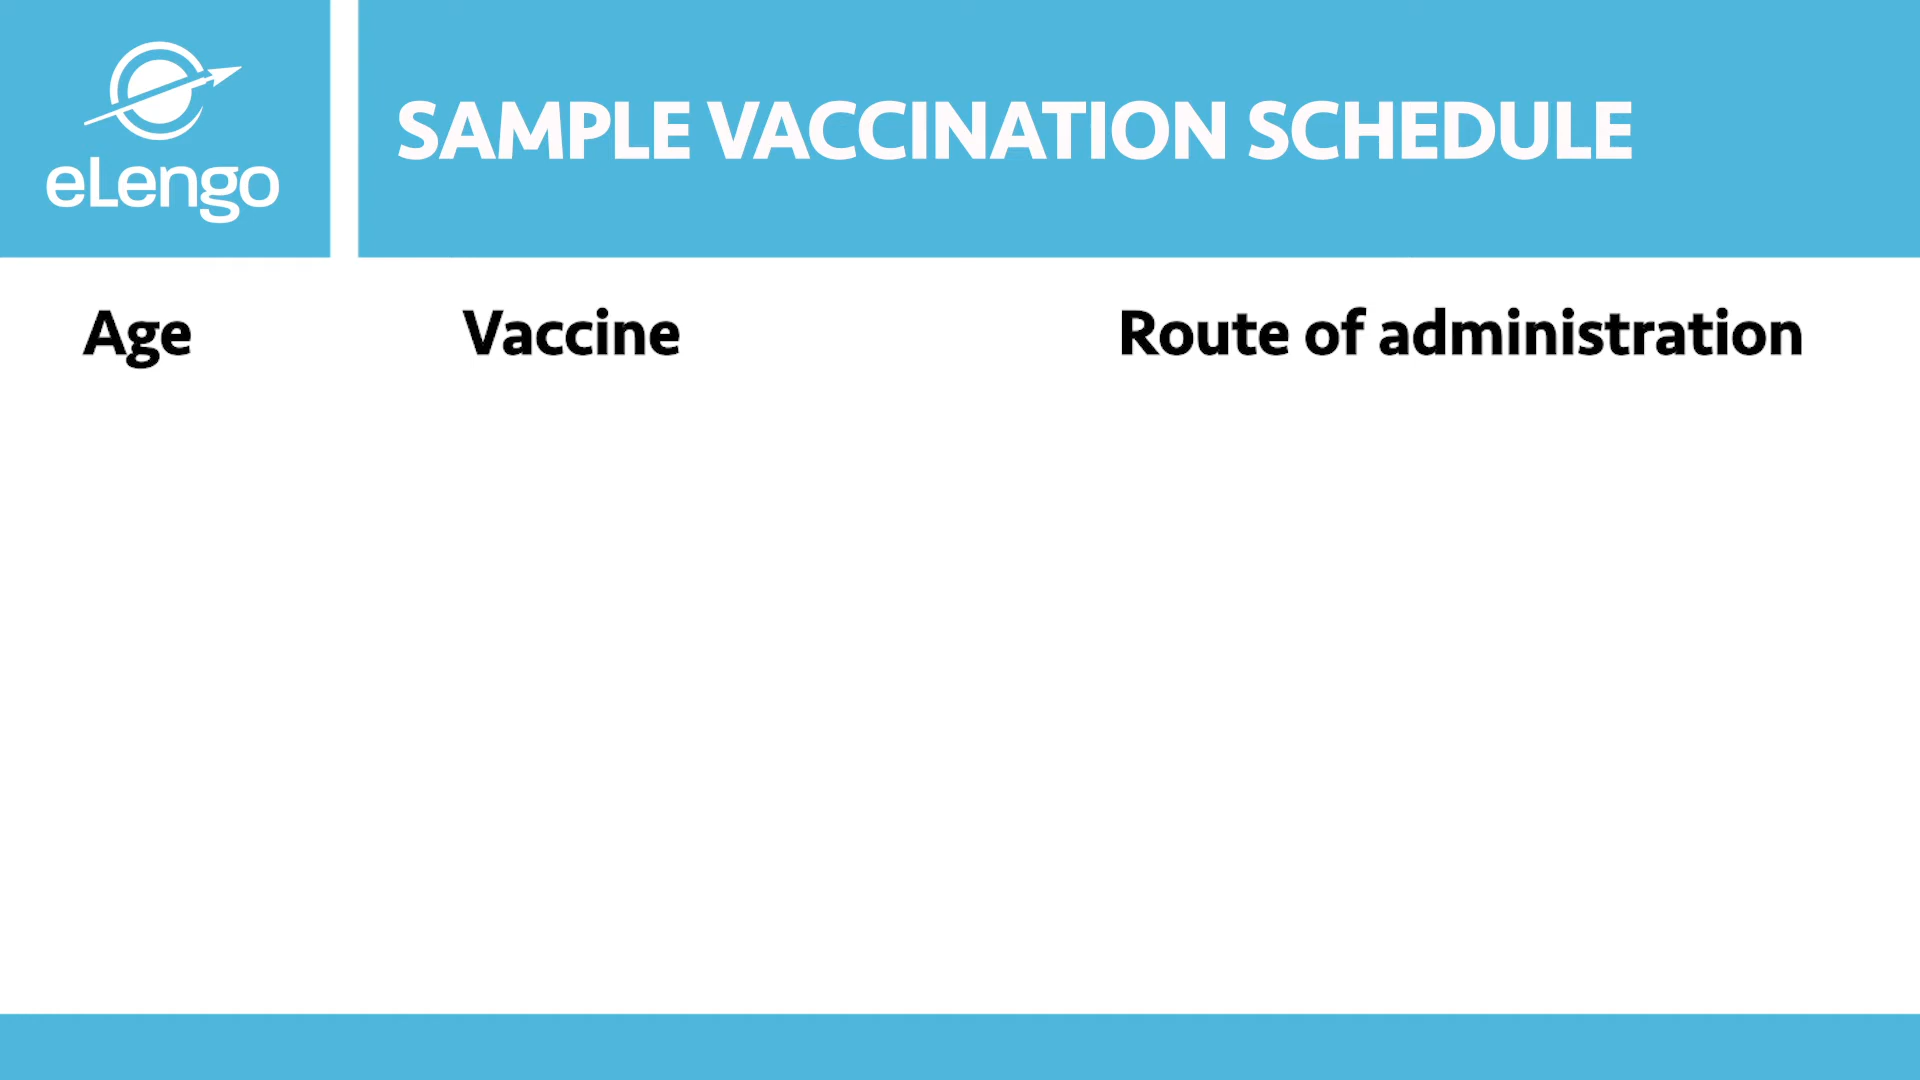 eLengo
SAMPLE VACCINATION SCHEDULE
Age Vaccine Route of administration